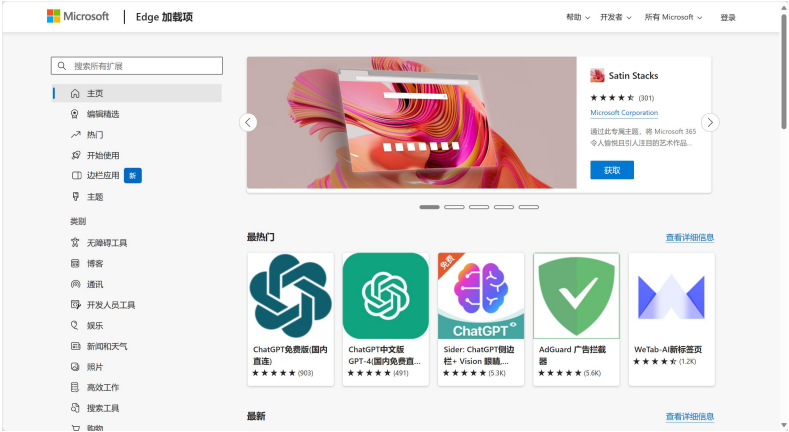 Microsoft
Edge 加载项
帮助
开发者
所有 Microsoft
登录
搜索所有扩展
主页
编辑精选
热门
开始使用
边栏应用 新
主题
类别
无障碍工具
博客
通讯
开发人员工具
娱乐
新闻和天气
照片
高效工作
搜索工具
购物
Satin Stacks
(301)
Microsoft Corporation
通过此专属主题，将 Microsoft 365
令人愉悦且引人注目的艺术作品...
获取
最热门
查看详细信息
ChatGPT免费版(国内
直连)
(903)
ChatGPT中文版
GPT-4(国内免费直...
(491)
免费
ChatGPT
Sider: ChatGPT侧边
栏+ Vision 眼睛,...
(5.3K)
AdGuard 广告拦截
器
(5.6K)
WeTab-AI新标签页
(1.2K)
最新
查看详细信息